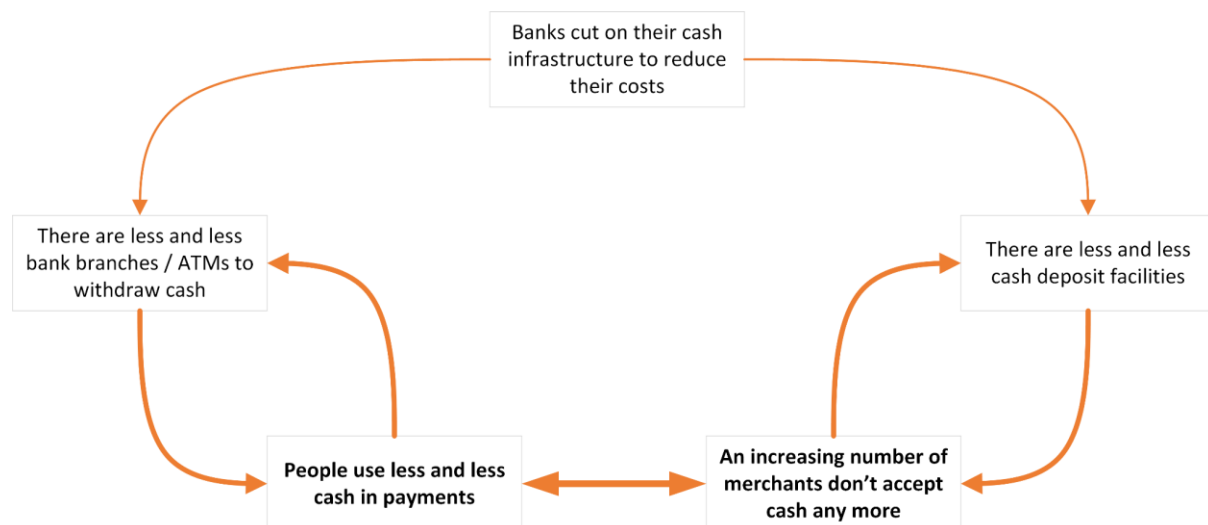 Banks cut on their cash
infrastructure to reduce
their costs
There are less and less
bank branches / ATMs to
withdraw cash
There are less and less
cash deposit facilities
People use less and less
cash in payments
An increasing number of
merchants don’t accept
cash any more